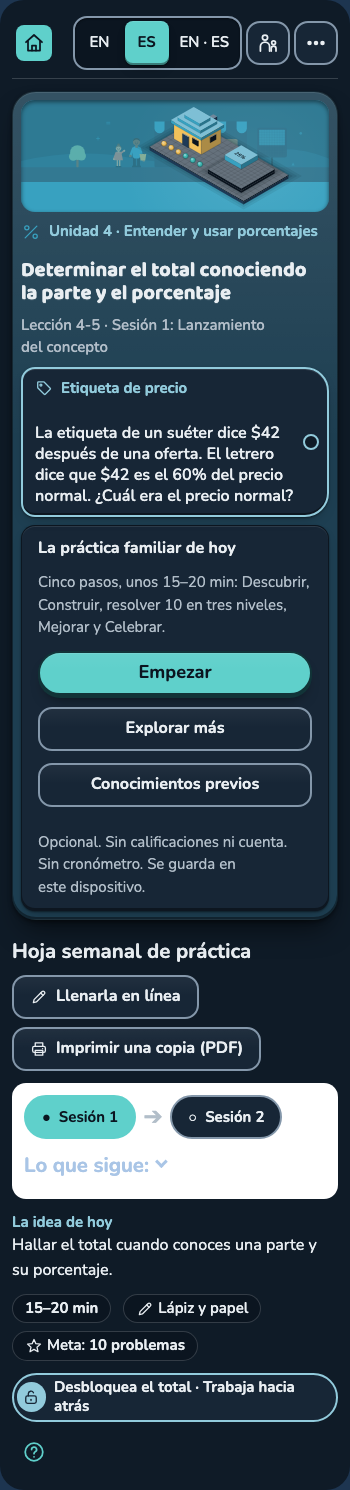 EN ES EN · ES
Unidad 4 · Entender y usar porcentajes
Determinar el total conociendo
la parte y el porcentaje
Lección 4-5 · Sesión 1: Lanzamiento
del concepto
Etiqueta de precio
La etiqueta de un suéter dice $42
después de una oferta. El letrero
dice que $42 es el 60% del precio
normal. ¿Cuál era el precio normal?
La práctica familiar de hoy
Cinco pasos, unos 15–20 min: Descubrir,
Construir, resolver 10 en tres niveles,
Mejorar y Celebrar.
Empezar
Explorar más
Conocimientos previos
Opcional. Sin calificaciones ni cuenta.
Sin cronómetro. Se guarda en
este dispositivo.
Hoja semanal de práctica
Llenarla en línea
Imprimir una copia (PDF)
Sesión 1 → Sesión 2
Lo que sigue:
La idea de hoy
Hallar el total cuando conoces una parte y
su porcentaje.
15–20 min Lápiz y papel
Meta: 10 problemas
Desbloquea el total · Trabaja hacia
atrás